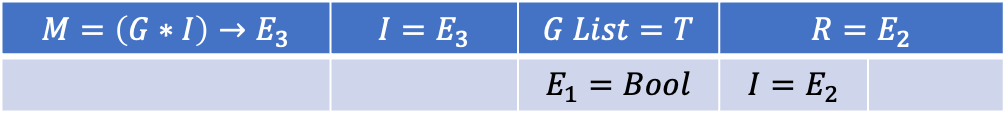 M = (G * I) → E₃ I = E₃ G List = T R = E₂
E₁ = Bool I = E₂